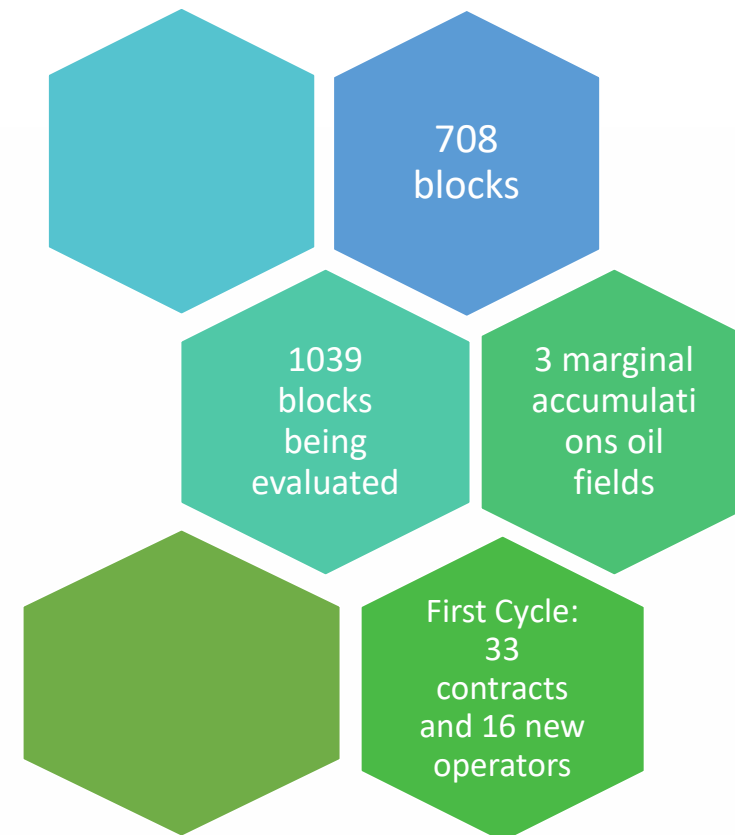 708
blocks
1039
blocks
being
evaluated
3 marginal
accumulati
ons oil
fields
First Cycle:
33
contracts
and 16 new
operators